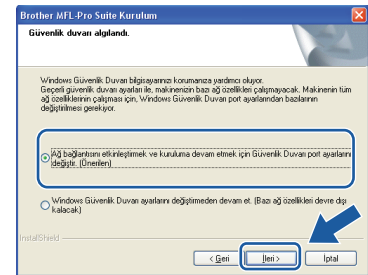 Brother MFL-Pro Suite Kurulum
Güvenlik duvarı algılandı.
Windows Güvenlik Duvarı bilgisayarınızı korumanıza yardımcı oluyor.
Geçerli güvenlik duvarı ayarları ile, makinenizin bazı ağ özellikleri çalışmayacak. Makinenin tüm
ağ özelliklerinin çalışması için, Windows Güvenlik Duvarı port ayarlarından bazılarının
değiştirilmesi gerekiyor.
Ağ bağlantısını etkinleştirmek ve kuruluma devam etmek için Güvenlik Duvarı port ayarlarını
değiştir. (Önerilen)
Windows Güvenlik Duvarı ayarlarını değiştirmeden devam et. (Bazı ağ özellikleri devre dışı
kalacak)
InstallShield
< Geri İleri > İptal